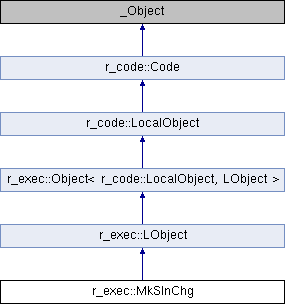 _Object
r_code::Code
r_code::LocalObject
r_exec::Object< r_code::LocalObject, LObject >
r_exec::LObject
r_exec::MkSlnChg